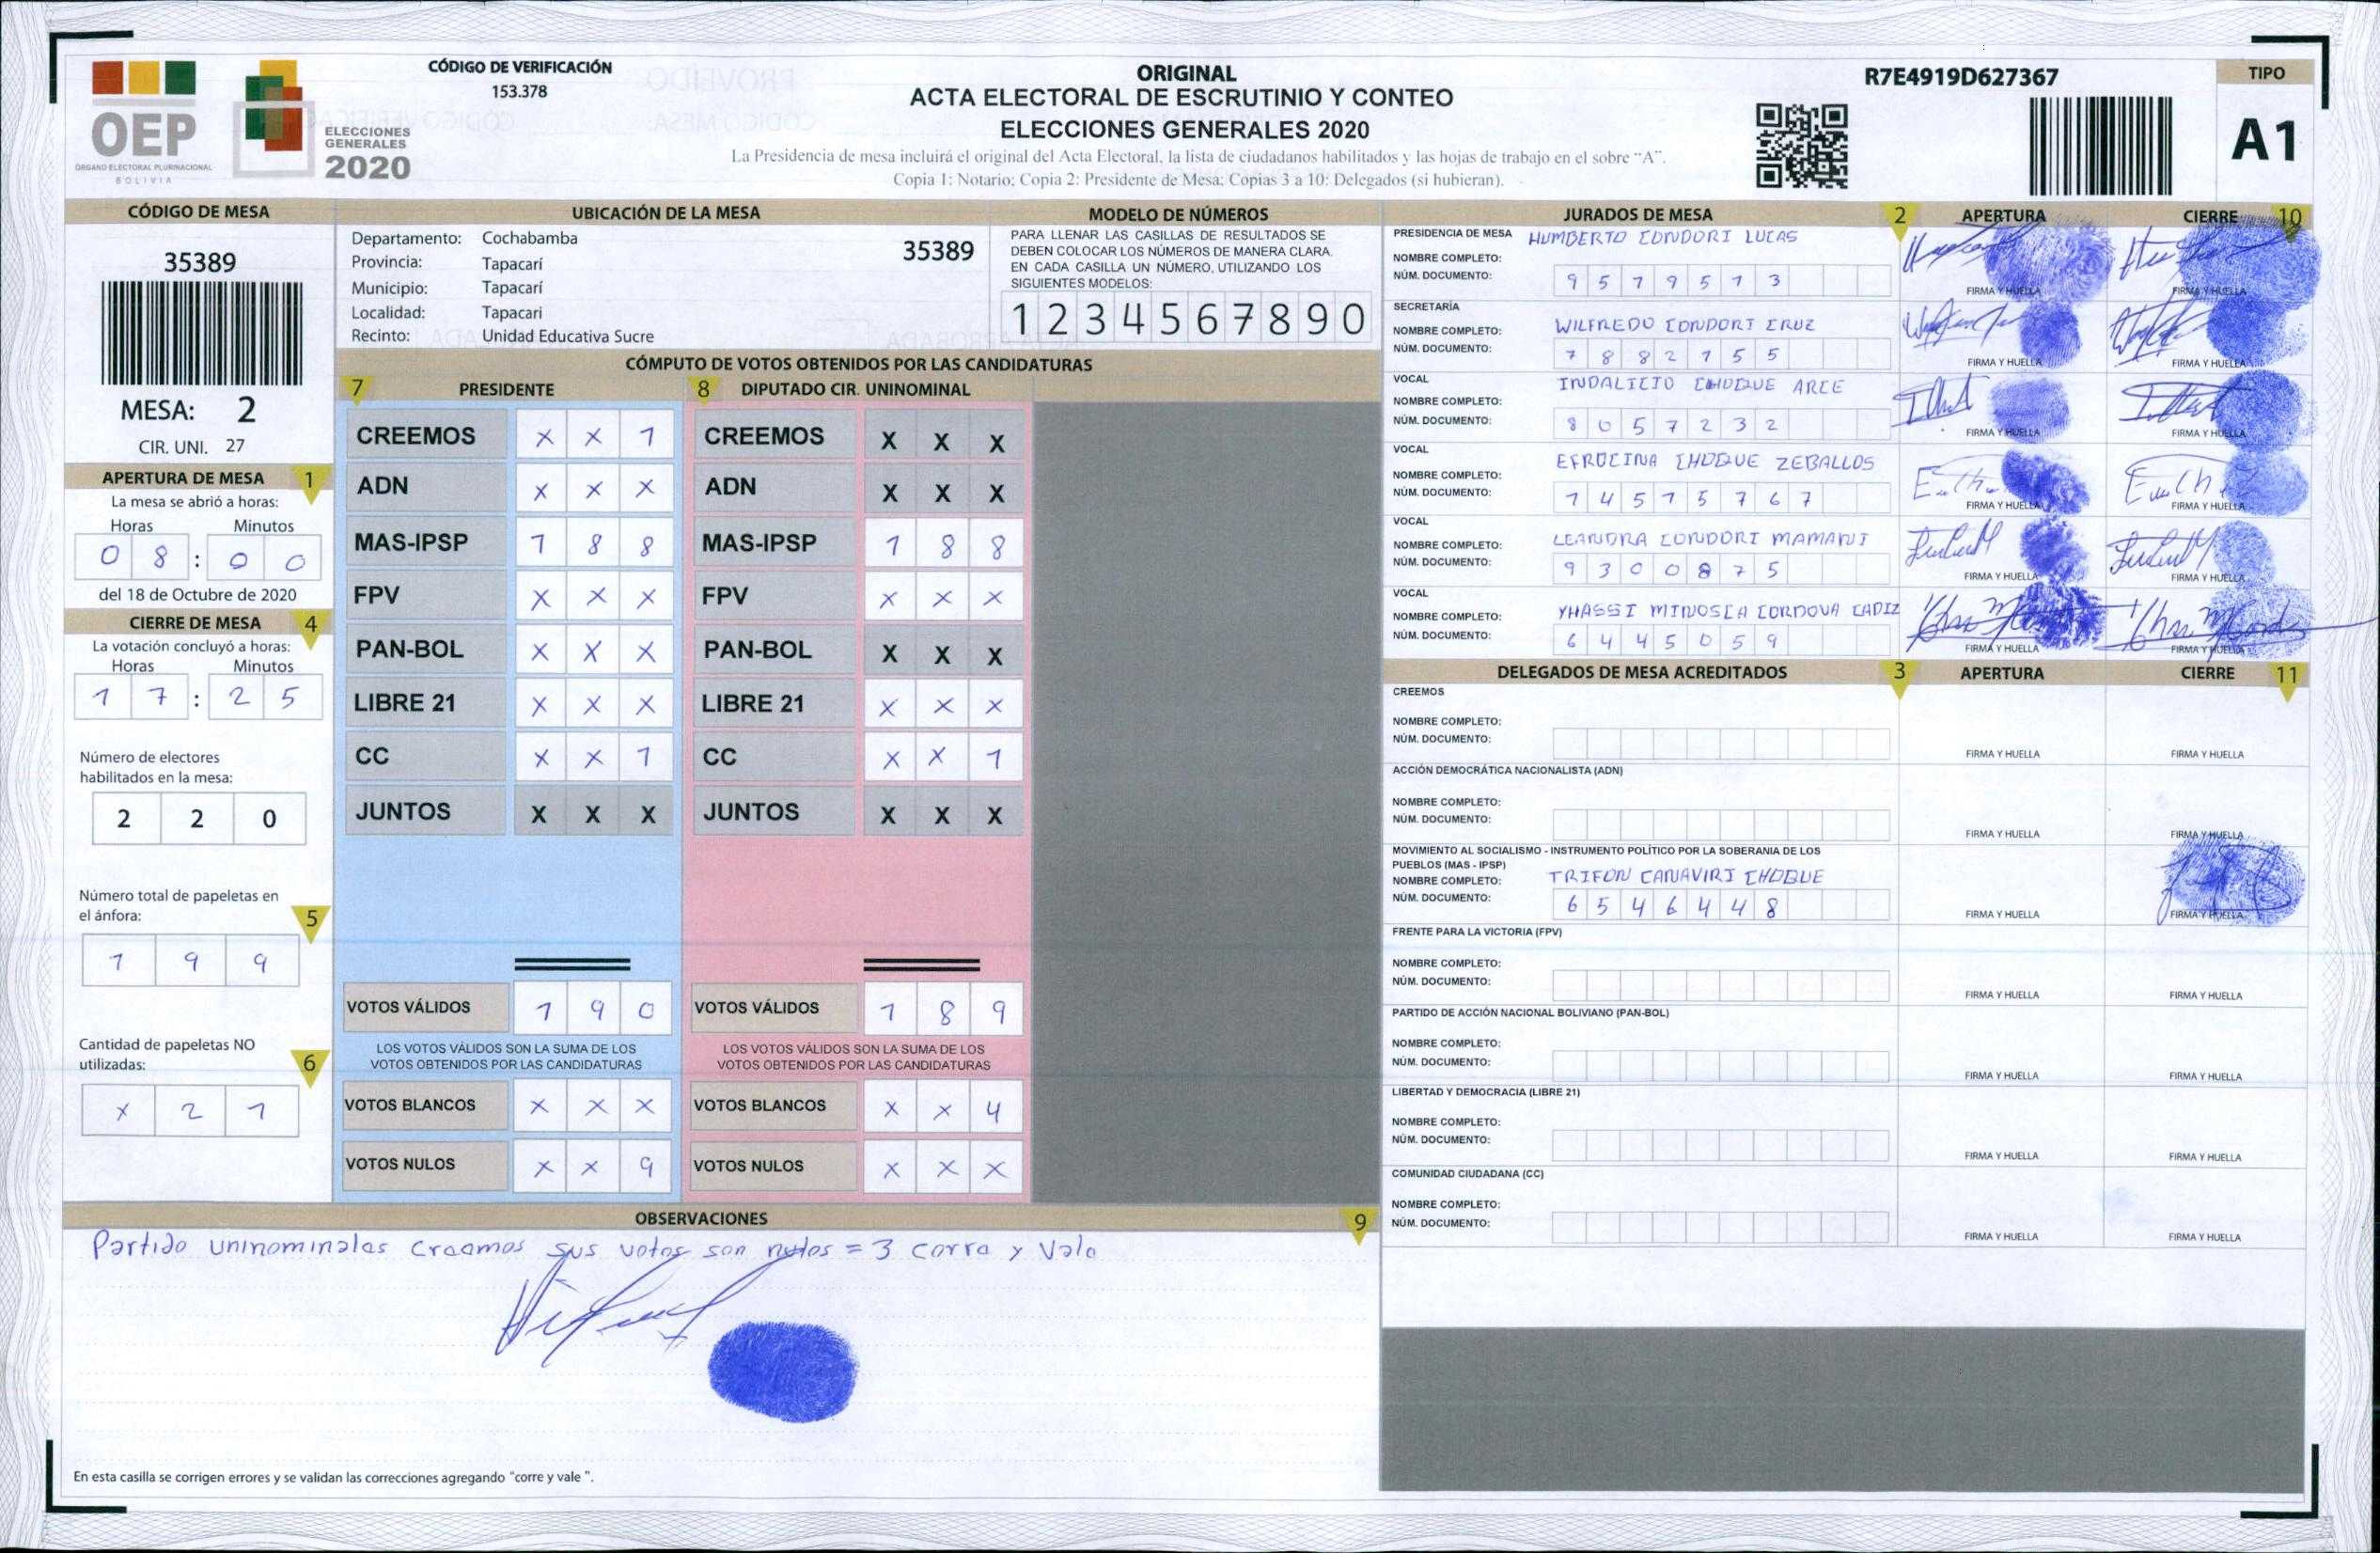 OEP
ÓRGANO ELECTORAL PLURINACIONAL
BOLIVIA
ELECCIONES
GENERALES
2020
CÓDIGO DE VERIFICACIÓN
153.378
ORIGINAL
ACTA ELECTORAL DE ESCRUTINIO Y CONTEO
ELECCIONES GENERALES 2020
La Presidencia de mesa incluirá el original del Acta Electoral, la lista de ciudadanos habilitados y las hojas de trabajo en el sobre "A".
Copia 1: Notario; Copia 2: Presidente de Mesa; Copias 3 a 10: Delegados (si hubieran).
R7E4919D627367
TIPO
A1
CÓDIGO DE MESA
35389
MESA: 2
CIR. UNI. 27
UBICACIÓN DE LA MESA
Departamento: Cochabamba
35389
Provincia: Tapacarí
Municipio: Tapacarí
Localidad: Tapacari
Recinto: Unidad Educativa Sucre
MODELO DE NÚMEROS
PARA LLENAR LAS CASILLAS DE RESULTADOS SE
DEBEN COLOCAR LOS NÚMEROS DE MANERA CLARA.
EN CADA CASILLA UN NÚMERO, UTILIZANDO LOS
SIGUIENTES MODELOS:
1 2 3 4 5 6 7 8 9 0
APERTURA DE MESA 1
La mesa se abrió a horas:
Horas Minutos
0 8 : 0 0
del 18 de Octubre de 2020
CIERRE DE MESA 4
La votación concluyó a horas:
Horas Minutos
1 7 : 2 5
Número de electores
habilitados en la mesa:
2 2 0
Número total de papeletas en
el ánfora: 5
1 9 9
Cantidad de papeletas NO
utilizadas: 6
X 2 1
CÓMPUTO DE VOTOS OBTENIDOS POR LAS CANDIDATURAS
7 PRESIDENTE
CREEMOS X X 1
ADN X X X
MAS-IPSP 1 8 8
FPV X X X
PAN-BOL X X X
LIBRE 21 X X X
CC X X 1
JUNTOS X X X
VOTOS VÁLIDOS 1 9 0
LOS VOTOS VÁLIDOS SON LA SUMA DE LOS
VOTOS OBTENIDOS POR LAS CANDIDATURAS
VOTOS BLANCOS X X X
VOTOS NULOS X X 9
8 DIPUTADO CIR. UNINOMINAL
CREEMOS X X X
ADN X X X
MAS-IPSP 1 8 8
FPV X X X
PAN-BOL X X X
LIBRE 21 X X X
CC X X 1
JUNTOS X X X
VOTOS VÁLIDOS 1 8 9
LOS VOTOS VÁLIDOS SON LA SUMA DE LOS
VOTOS OBTENIDOS POR LAS CANDIDATURAS
VOTOS BLANCOS X X 4
VOTOS NULOS X X X
OBSERVACIONES 9
Partido uninominales creemos sus votos son nulos = 3 corre y vale
En esta casilla se corrigen errores y se validan las correcciones agregando "corre y vale ".
JURADOS DE MESA 2 APERTURA CIERRE 10
PRESIDENCIA DE MESA HUMBERTO CONDORI LUCAS
NOMBRE COMPLETO:
NÚM. DOCUMENTO: 9 5 7 9 5 1 3
FIRMA Y HUELLA FIRMA Y HUELLA
SECRETARÍA
NOMBRE COMPLETO: WILFREDO CONDORI CRUZ
NÚM. DOCUMENTO: 7 8 8 2 1 5 5
FIRMA Y HUELLA FIRMA Y HUELLA
VOCAL INDALICIO CHOQUE ARCE
NOMBRE COMPLETO:
NÚM. DOCUMENTO: 8 0 5 7 2 3 2
FIRMA Y HUELLA FIRMA Y HUELLA
VOCAL
EFROCINA CHOQUE ZEBALLOS
NOMBRE COMPLETO:
NÚM. DOCUMENTO: 1 4 5 1 5 7 6 7
FIRMA Y HUELLA FIRMA Y HUELLA
VOCAL
NOMBRE COMPLETO: LEANDRA CONDORI MAMANI
NÚM. DOCUMENTO: 9 3 0 0 8 7 5
FIRMA Y HUELLA FIRMA Y HUELLA
VOCAL
NOMBRE COMPLETO: YHASSI MINOSCA CORDOVA CADIZ
NÚM. DOCUMENTO: 6 4 4 5 0 5 9
FIRMA Y HUELLA FIRMA Y HUELLA
DELEGADOS DE MESA ACREDITADOS 3 APERTURA CIERRE 11
CREEMOS
NOMBRE COMPLETO:
NÚM. DOCUMENTO:
FIRMA Y HUELLA FIRMA Y HUELLA
ACCIÓN DEMOCRÁTICA NACIONALISTA (ADN)
NOMBRE COMPLETO:
NÚM. DOCUMENTO:
FIRMA Y HUELLA FIRMA Y HUELLA
MOVIMIENTO AL SOCIALISMO - INSTRUMENTO POLÍTICO POR LA SOBERANIA DE LOS
PUEBLOS (MAS - IPSP)
NOMBRE COMPLETO: TRIFON CANAVIRI CHOQUE
NÚM. DOCUMENTO: 6 5 4 6 4 4 8
FIRMA Y HUELLA FIRMA Y HUELLA
FRENTE PARA LA VICTORIA (FPV)
NOMBRE COMPLETO:
NÚM. DOCUMENTO:
FIRMA Y HUELLA FIRMA Y HUELLA
PARTIDO DE ACCIÓN NACIONAL BOLIVIANO (PAN-BOL)
NOMBRE COMPLETO:
NÚM. DOCUMENTO:
FIRMA Y HUELLA FIRMA Y HUELLA
LIBERTAD Y DEMOCRACIA (LIBRE 21)
NOMBRE COMPLETO:
NÚM. DOCUMENTO:
FIRMA Y HUELLA FIRMA Y HUELLA
COMUNIDAD CIUDADANA (CC)
NOMBRE COMPLETO:
NÚM. DOCUMENTO:
FIRMA Y HUELLA FIRMA Y HUELLA